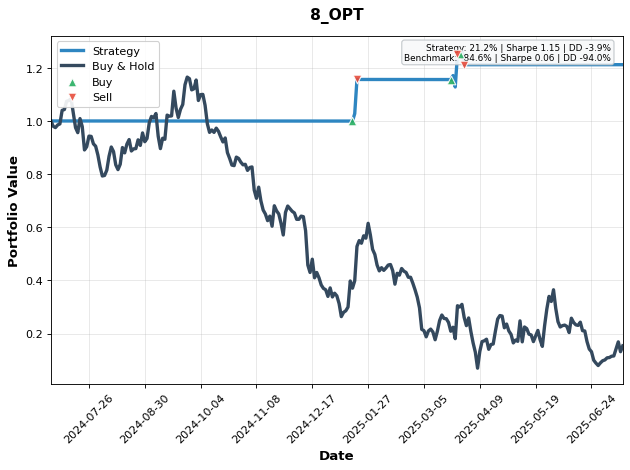 8_OPT
Strategy
Buy & Hold
Buy
Sell
Strategy: 21.2% | Sharpe 1.15 | DD -3.9%
Benchmark: -84.6% | Sharpe 0.06 | DD -94.0%
Portfolio Value
1.2
1.0
0.8
0.6
0.4
0.2
2024-07-26
2024-08-30
2024-10-04
2024-11-08
2024-12-17
2025-01-27
2025-03-05
2025-04-09
2025-05-19
2025-06-24
Date